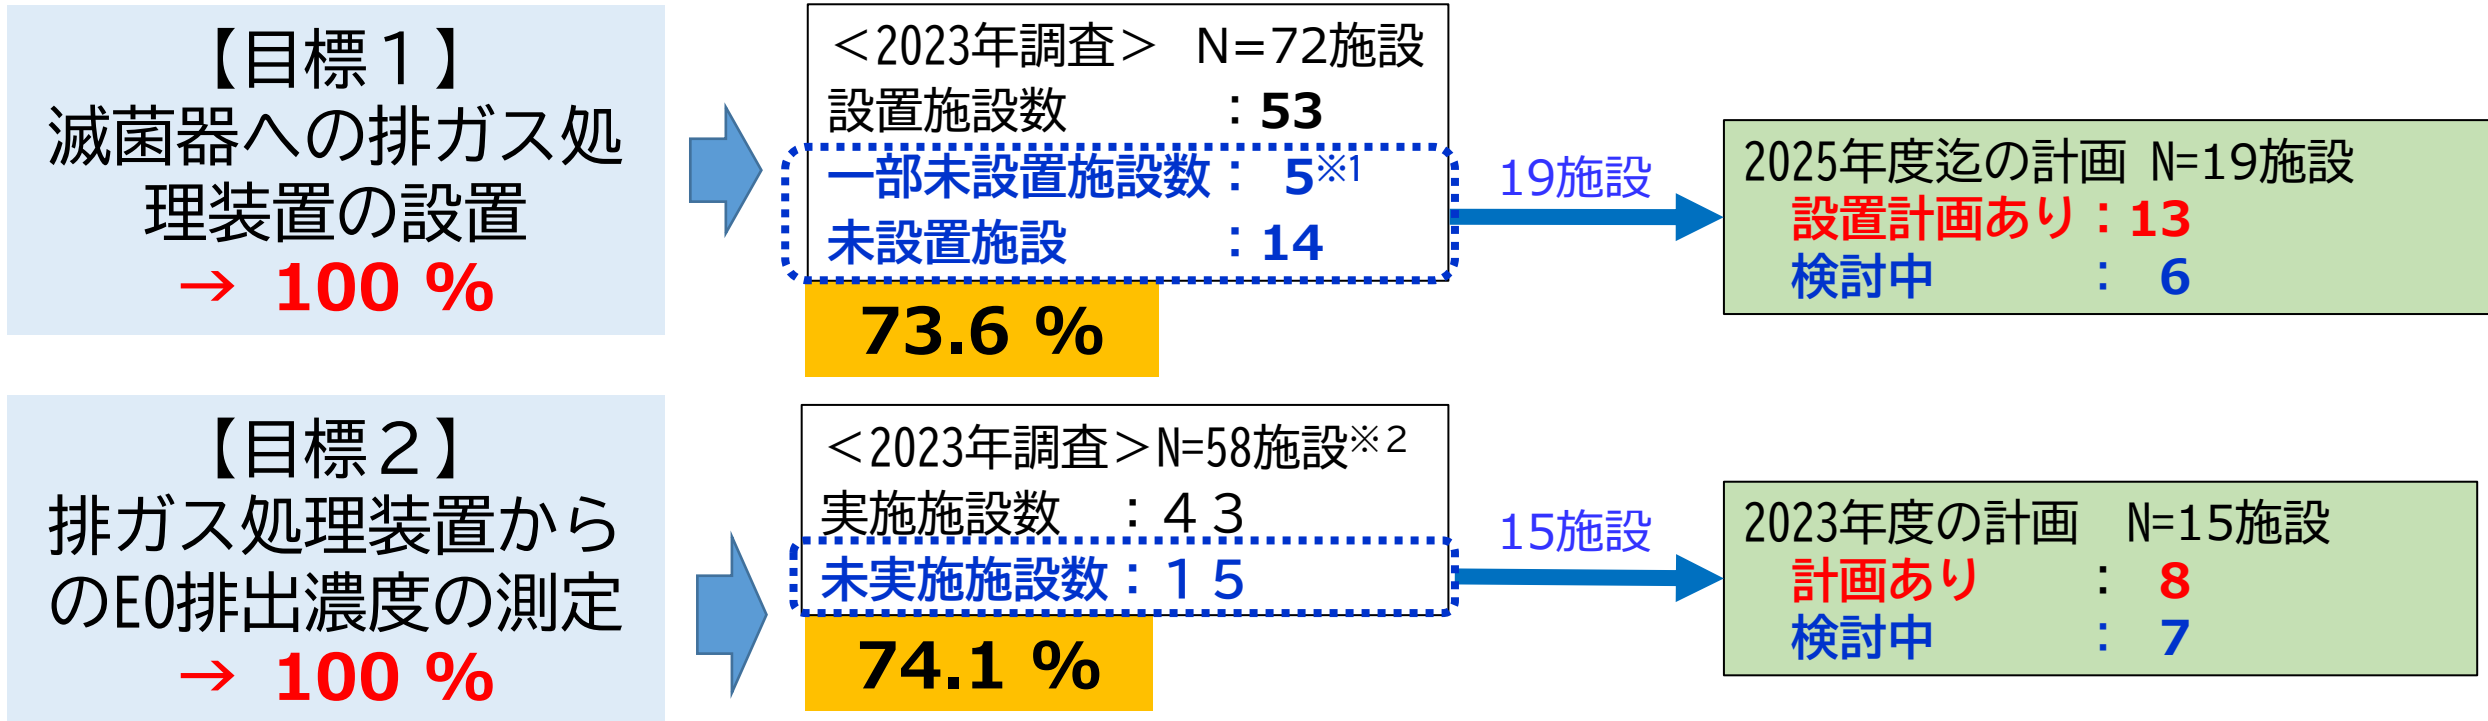 【目標１】
滅菌器への排ガス処
理装置の設置
→ 100 %
＜2023年調査＞ N=72施設
設置施設数 ：53
一部未設置施設数： 5※1
未設置施設 ：14
73.6 %
19施設
2025年度迄の計画 N=19施設
設置計画あり：13
検討中 ： 6
【目標２】
排ガス処理装置から
のEO排出濃度の測定
→ 100 %
＜2023年調査＞N=58施設※２
実施施設数 ：４３
未実施施設数：１５
74.1 %
15施設
2023年度の計画 N=15施設
計画あり ： 8
検討中 ： 7